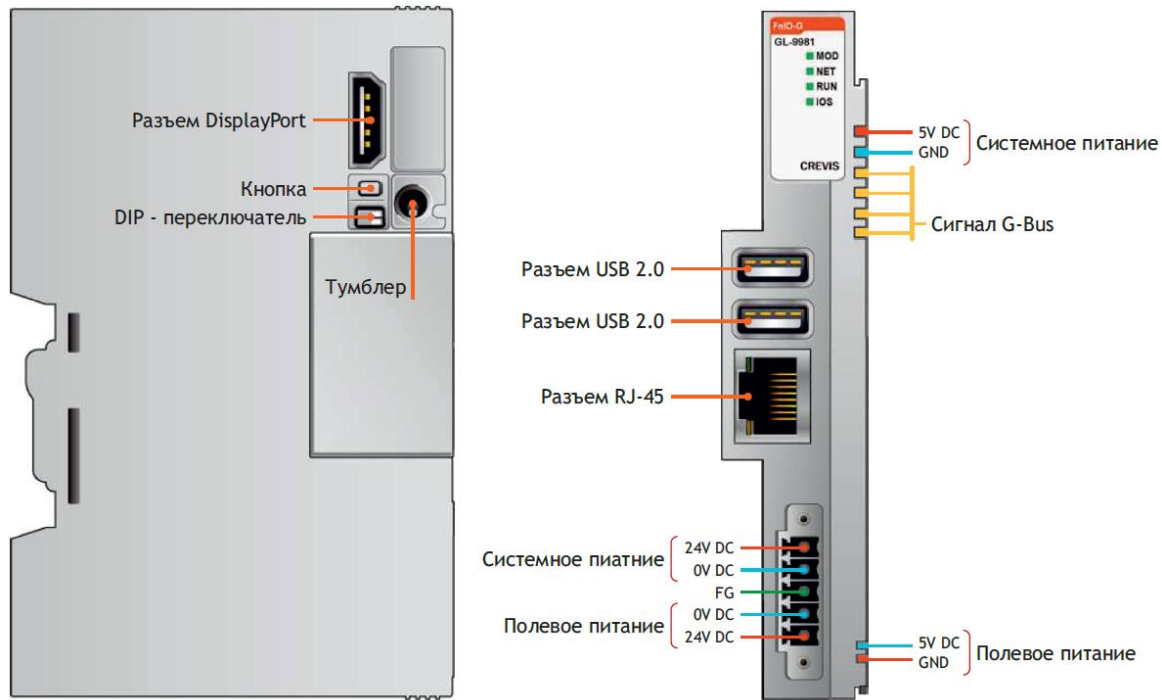 Разъем DisplayPort
Кнопка
DIP - переключатель
Тумблер
FnIO-G
GL-9981
MOD
NET
RUN
IOS
CREVIS
5V DC
GND
Системное питание
Сигнал G-Bus
Разъем USB 2.0
Разъем USB 2.0
Разъем RJ-45
Системное пиатние
24V DC
0V DC
FG
Полевое питание
0V DC
24V DC
5V DC
GND
Полевое питание